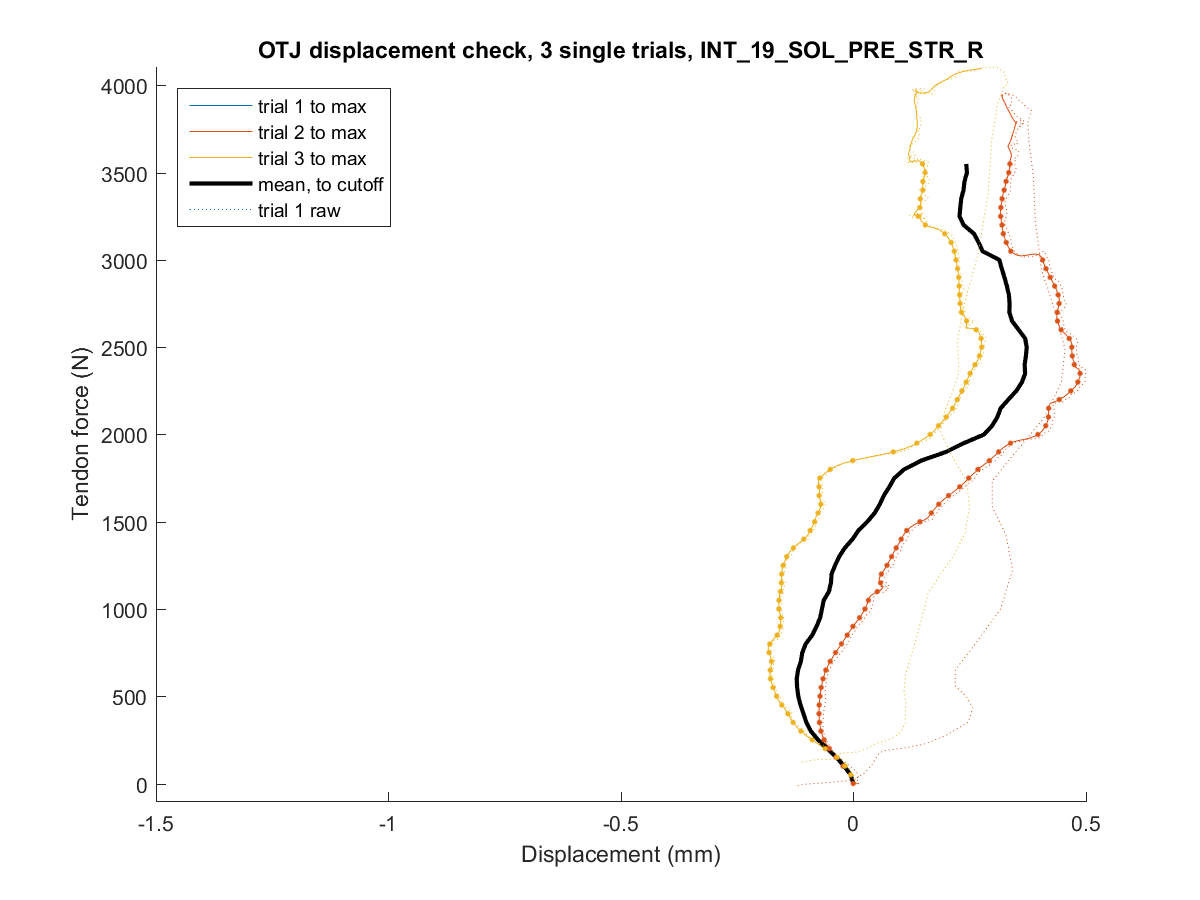 OTJ displacement check, 3 single trials, INT_19_SOL_PRE_STR_R
trial 1 to max
trial 2 to max
trial 3 to max
mean, to cutoff
trial 1 raw
4000
3500
3000
2500
2000
1500
1000
500
0
Tendon force (N)
-1.5
-1
-0.5
0
0.5
Displacement (mm)